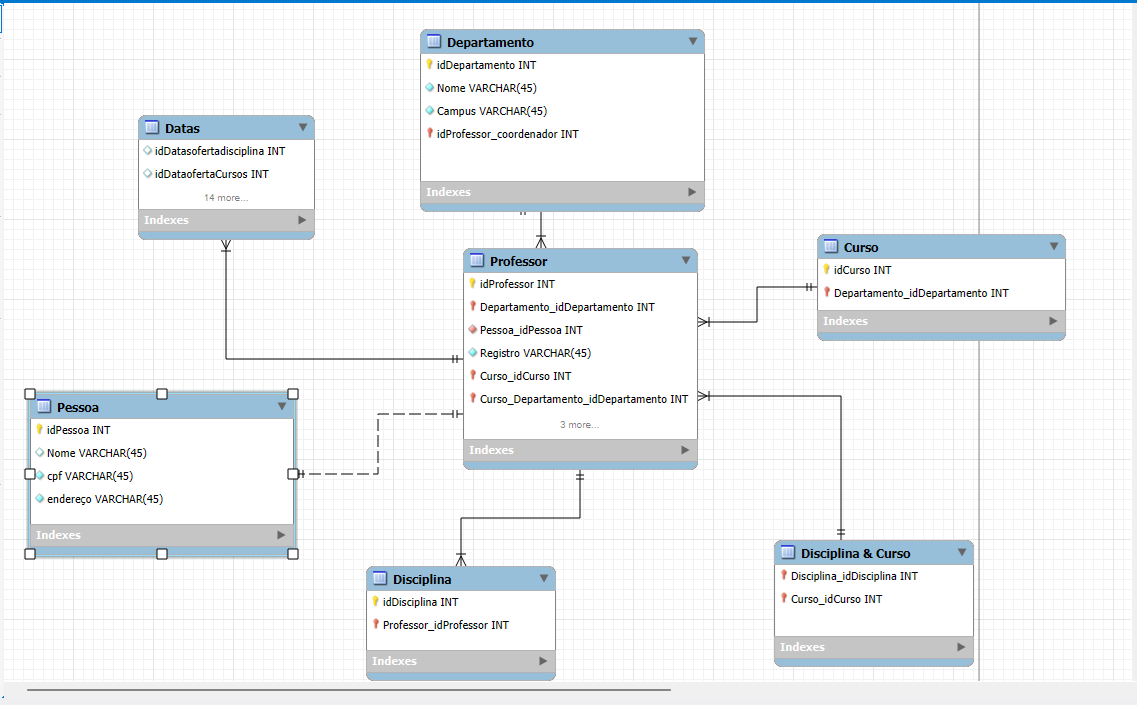 Departamento
idDepartamento INT
Nome VARCHAR(45)
Campus VARCHAR(45)
idProfessor_coordenador INT
Indexes
Datas
idDatasofertadisciplina INT
idDataofertaCursos INT
14 more...
Indexes
Professor
idProfessor INT
Departamento_idDepartamento INT
Pessoa_idPessoa INT
Registro VARCHAR(45)
Curso_idCurso INT
Curso_Departamento_idDepartamento INT
3 more...
Indexes
Curso
idCurso INT
Departamento_idDepartamento INT
Indexes
Pessoa
idPessoa INT
Nome VARCHAR(45)
cpf VARCHAR(45)
endereço VARCHAR(45)
Indexes
Disciplina
idDisciplina INT
Professor_idProfessor INT
Indexes
Disciplina & Curso
Disciplina_idDisciplina INT
Curso_idCurso INT
Indexes